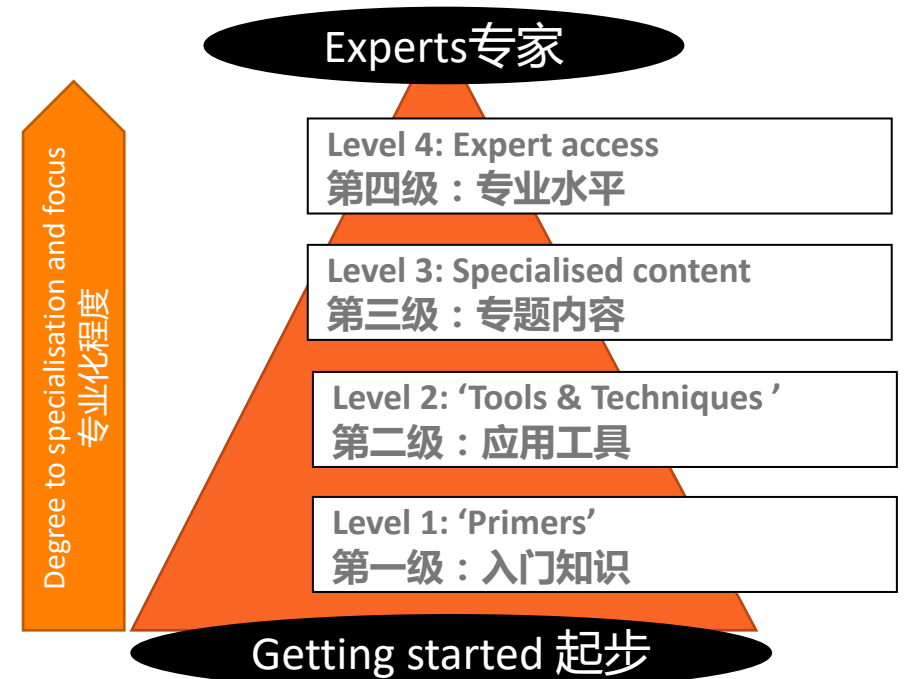 Experts专家
Degree to specialisation and focus
专业化程度
Level 4: Expert access
第四级：专业水平
Level 3: Specialised content
第三级：专题内容
Level 2: ‘Tools & Techniques ’
第二级：应用工具
Level 1: ‘Primers’
第一级：入门知识
Getting started 起步